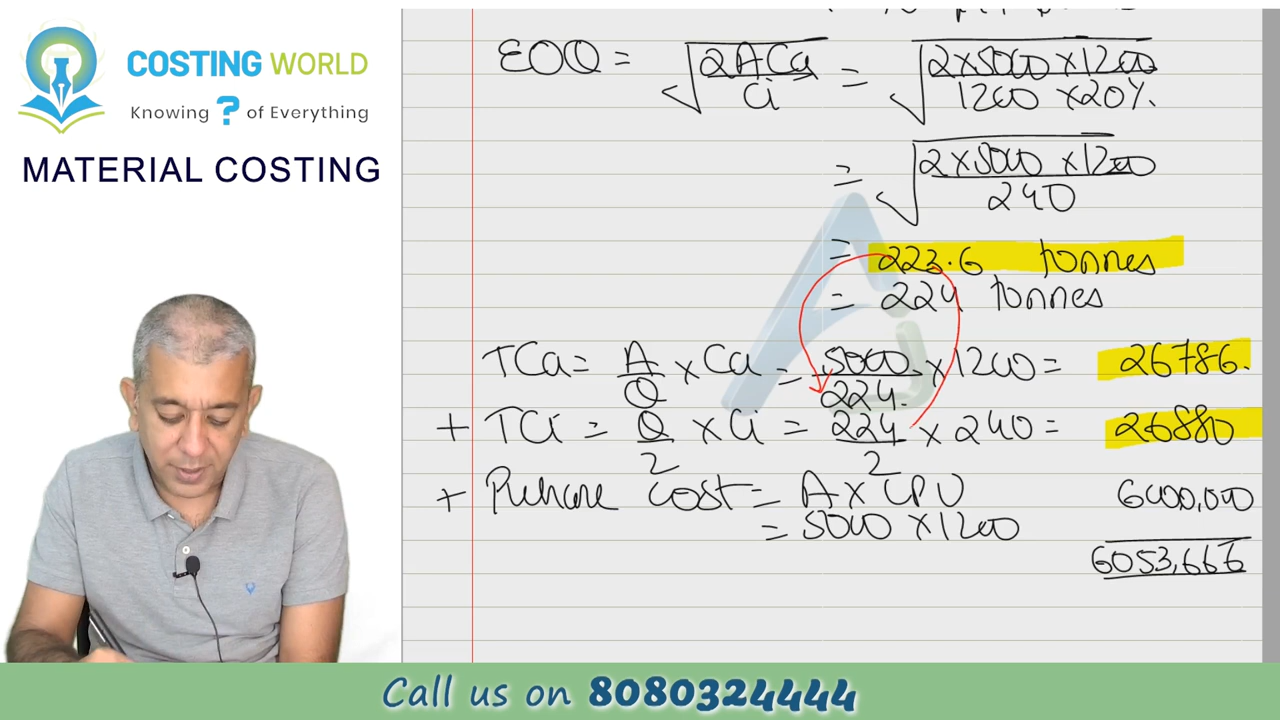 COSTING WORLD
Knowing ? of Everything
MATERIAL COSTING
EOQ = √(2ACa / Ci) = √(2×5000×1200 / 1200 ×20%.)
= √(2×5000 ×1200 / 240)
= 223.6 tonnes
= 224 tonnes
TCa = A/Q × Ca = 5000/224. × 1200 = 26786.
+ TCi = Q/2 × Ci = 224/2 × 240 = 26880
+ Purchase cost = A × CPU 6000,000
= 5000 ×1200
6053,666
Call us on 8080324444